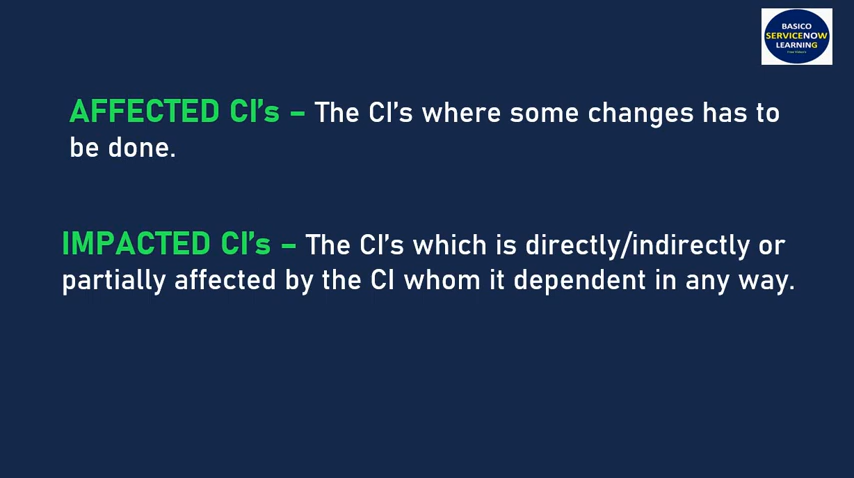 BASICO
SERVICENOW
LEARNING
AFFECTED CI's – The CI's where some changes has to
be done.
IMPACTED CI's – The CI's which is directly/indirectly or
partially affected by the CI whom it dependent in any way.